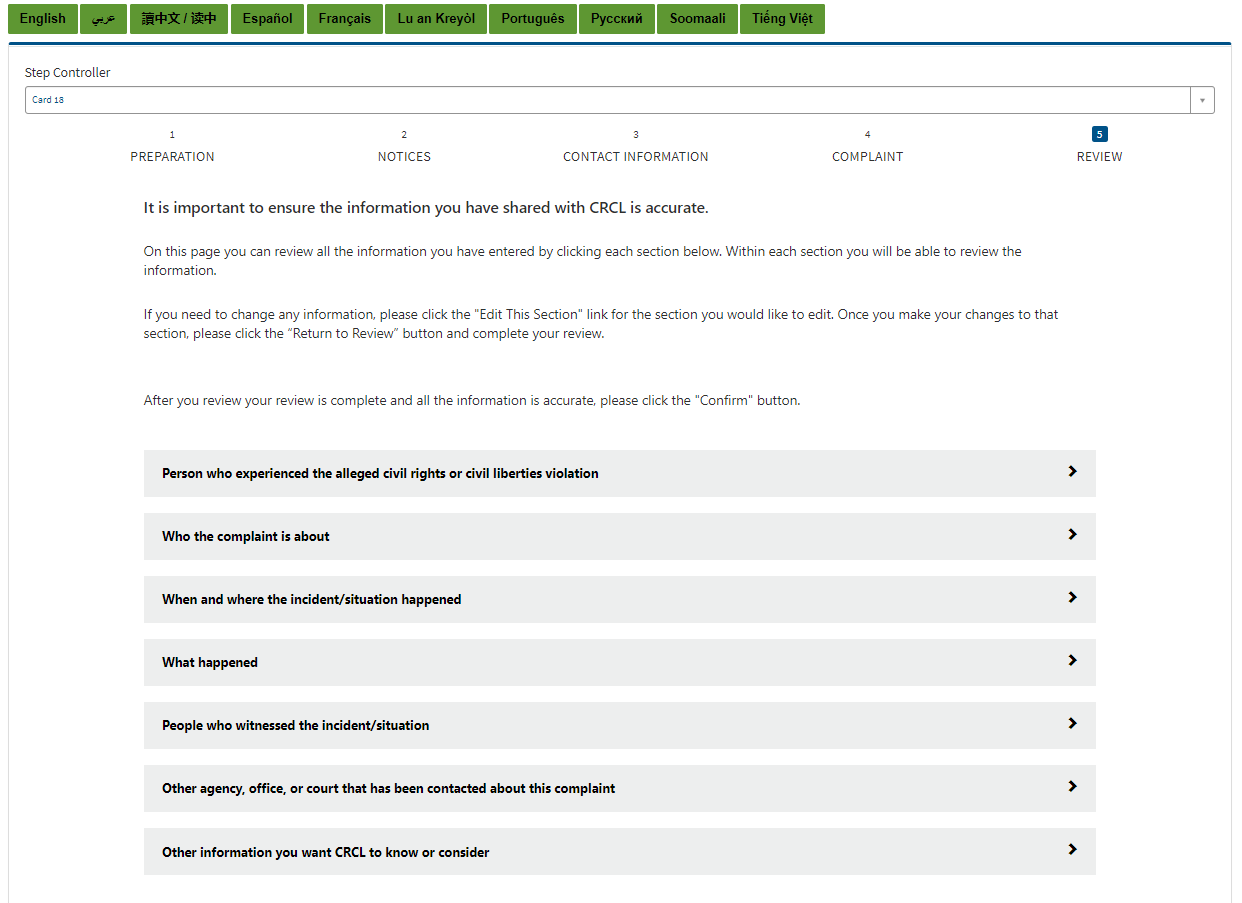 English
عربي
讀中文 / 读中
Español
Français
Lu an Kreyòl
Português
Русский
Soomaali
Tiếng Việt
Step Controller
Card 18
1
PREPARATION
2
NOTICES
3
CONTACT INFORMATION
4
COMPLAINT
5
REVIEW
It is important to ensure the information you have shared with CRCL is accurate.
On this page you can review all the information you have entered by clicking each section below. Within each section you will be able to review the
information.
If you need to change any information, please click the "Edit This Section" link for the section you would like to edit. Once you make your changes to that
section, please click the “Return to Review” button and complete your review.
After you review your review is complete and all the information is accurate, please click the "Confirm" button.
Person who experienced the alleged civil rights or civil liberties violation
Who the complaint is about
When and where the incident/situation happened
What happened
People who witnessed the incident/situation
Other agency, office, or court that has been contacted about this complaint
Other information you want CRCL to know or consider